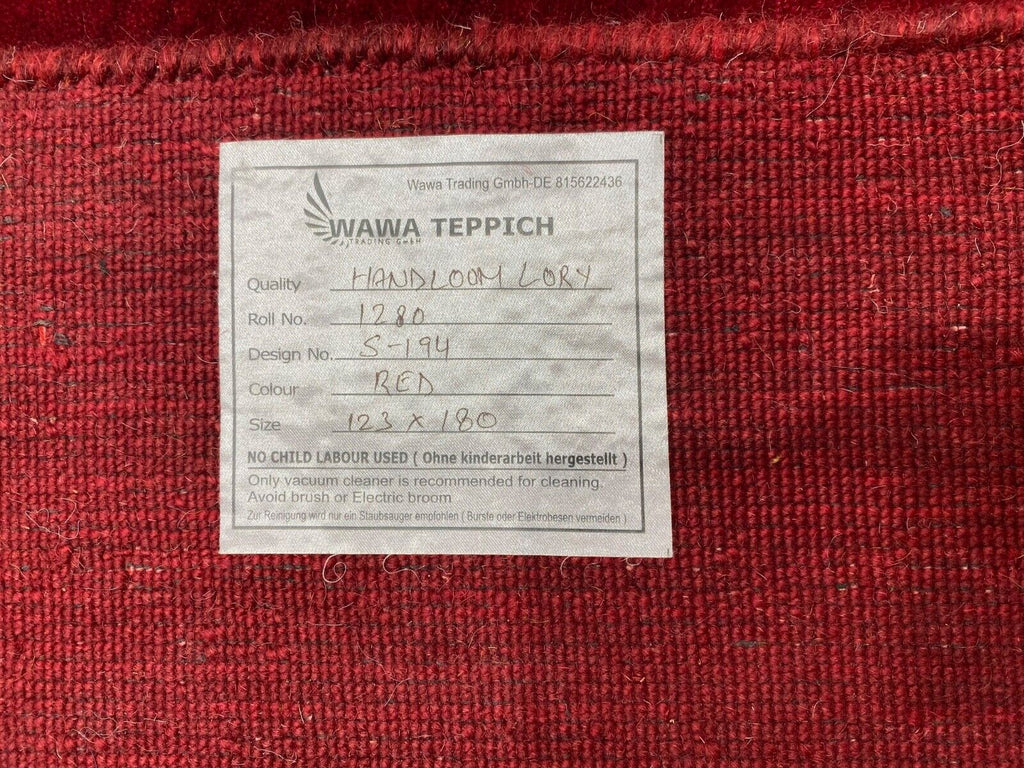 Wawa Trading Gmbh-DE 815622436
WAWA TEPPICH
TRADING GMBH
Quality HANDLOOM LORY
Roll No. 1280
Design No. S-194
Colour RED
Size 123 x 180
NO CHILD LABOUR USED ( Ohne kinderarbeit hergestellt )
Only vacuum cleaner is recommended for cleaning.
Avoid brush or Electric broom
Zur Reinigung wird nur ein Staubsauger empfohlen ( Burste oder Elektrobesen vermeiden )